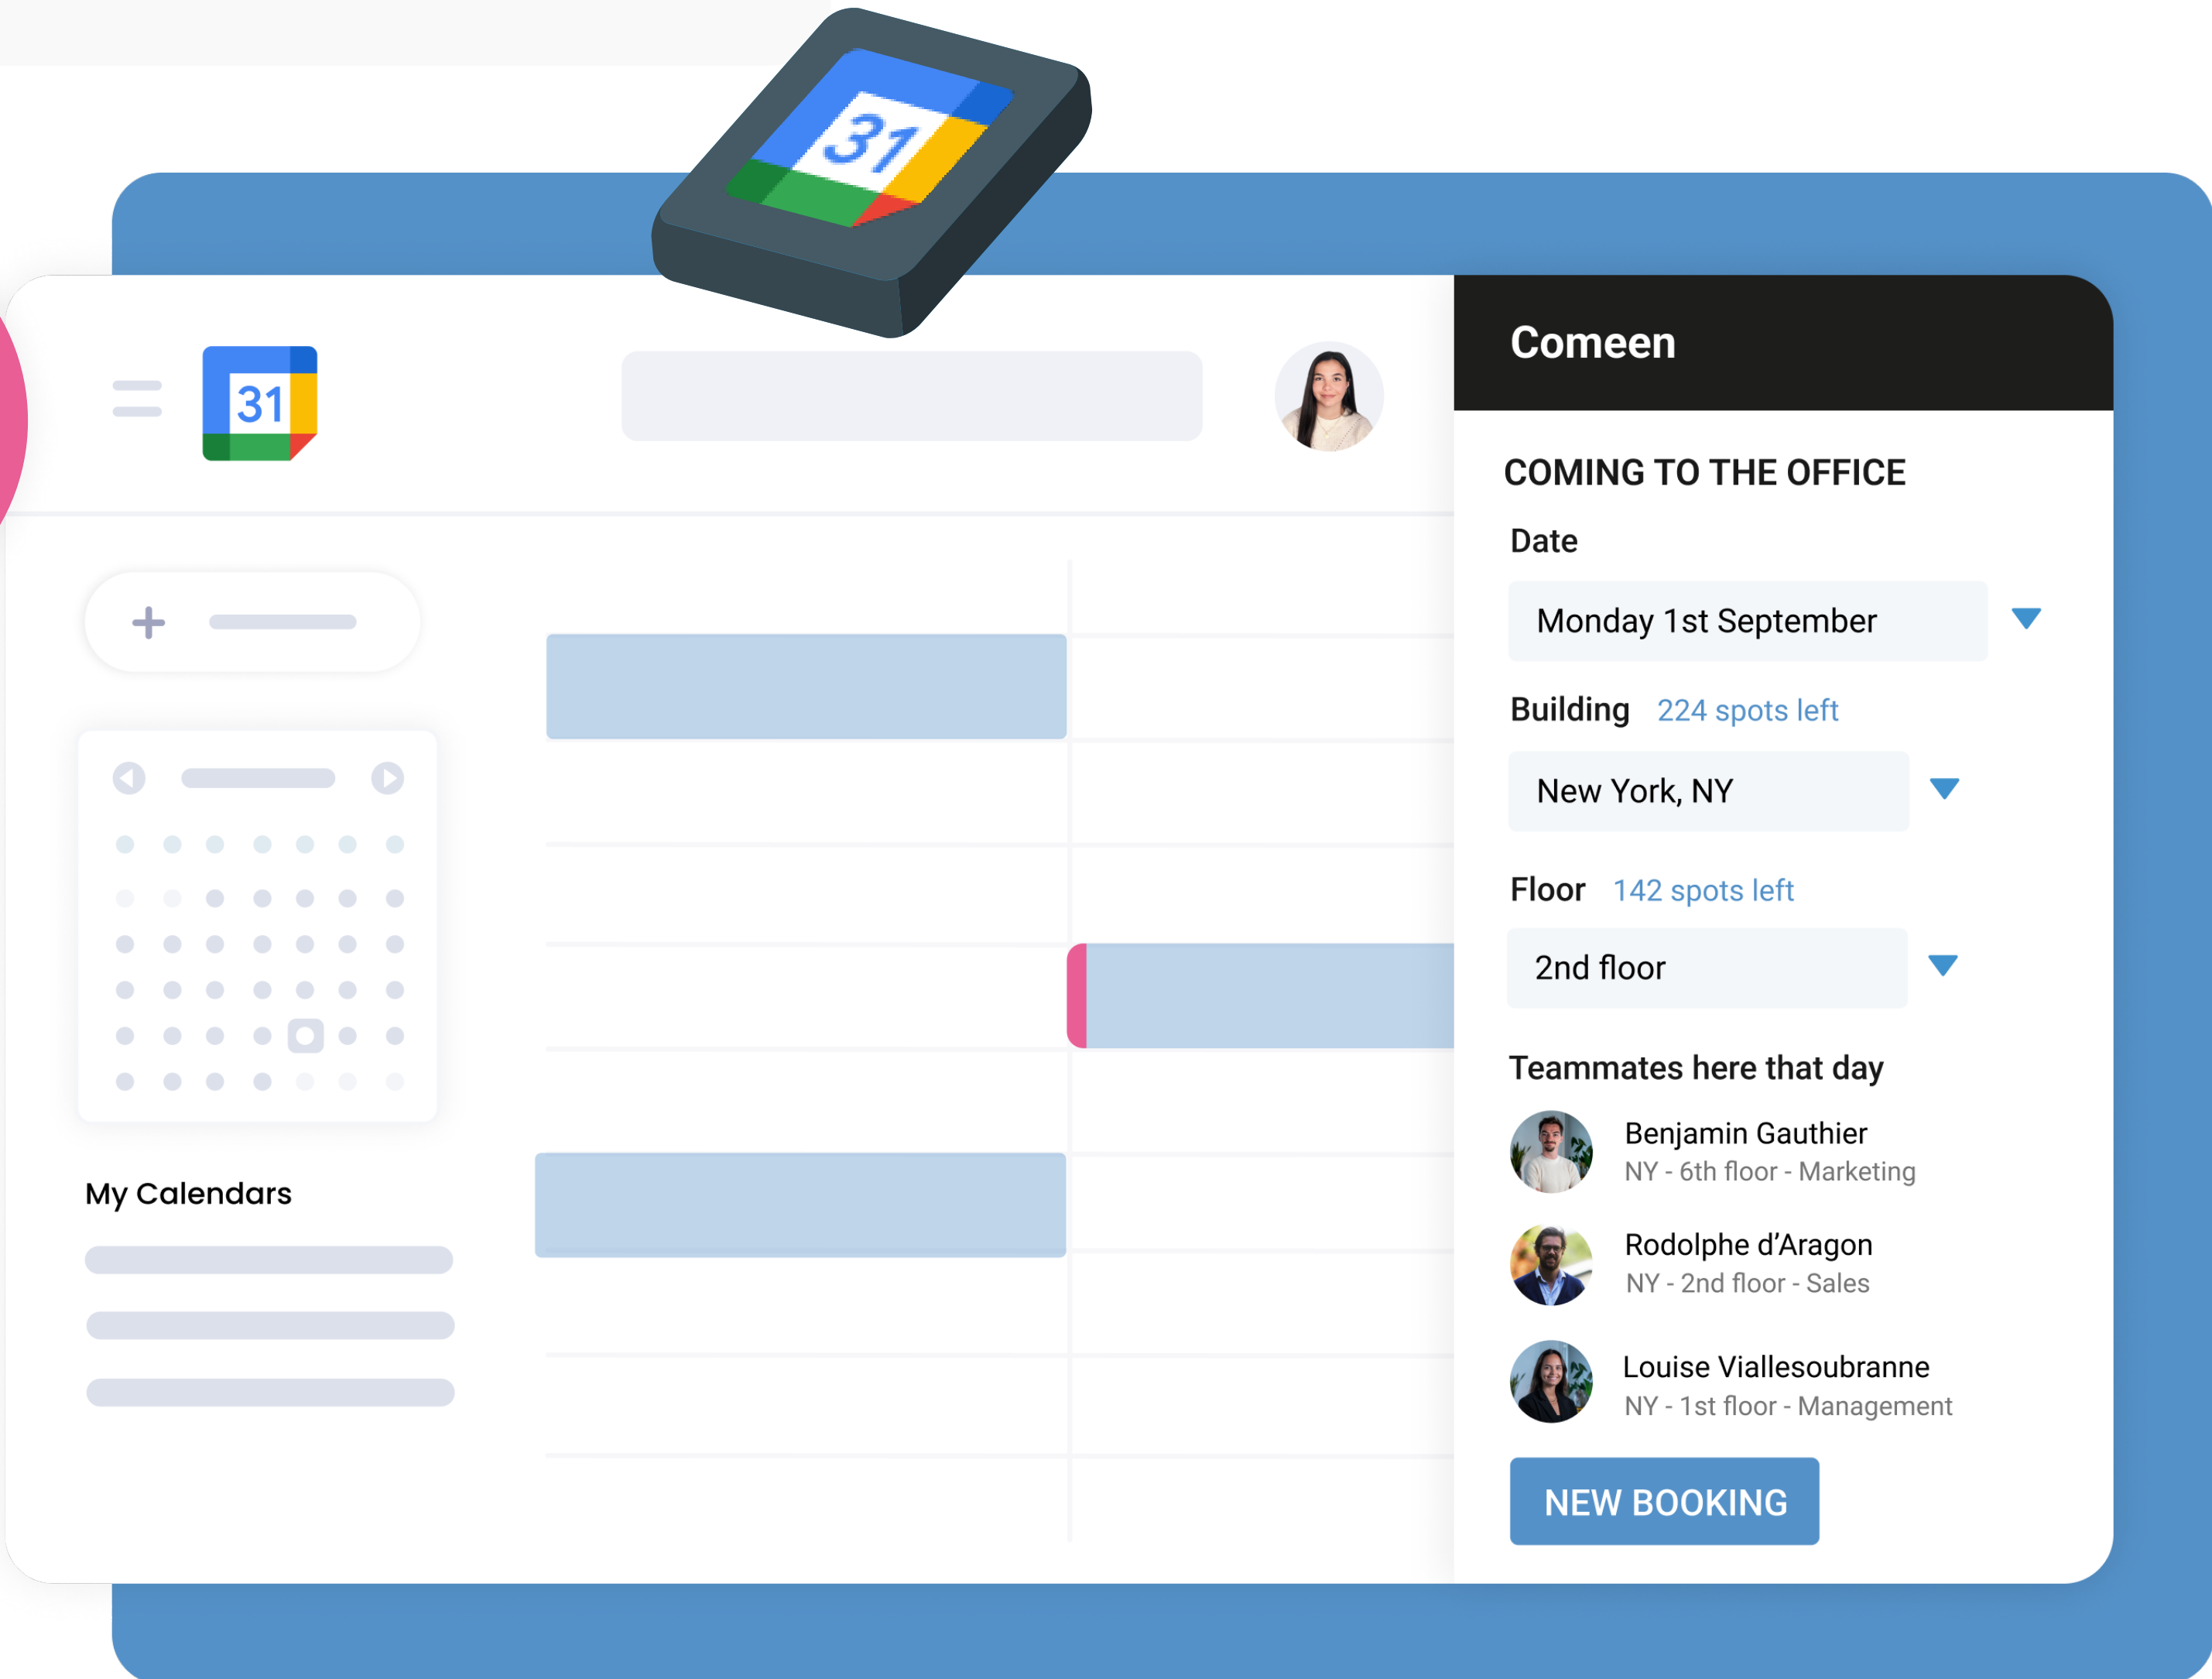 31
31
My Calendars
Comeen
COMING TO THE OFFICE
Date
Monday 1st September
Building 224 spots left
New York, NY
Floor 142 spots left
2nd floor
Teammates here that day
Benjamin Gauthier
NY - 6th floor - Marketing
Rodolphe d’Aragon
NY - 2nd floor - Sales
Louise Viallesoubranne
NY - 1st floor - Management
NEW BOOKING